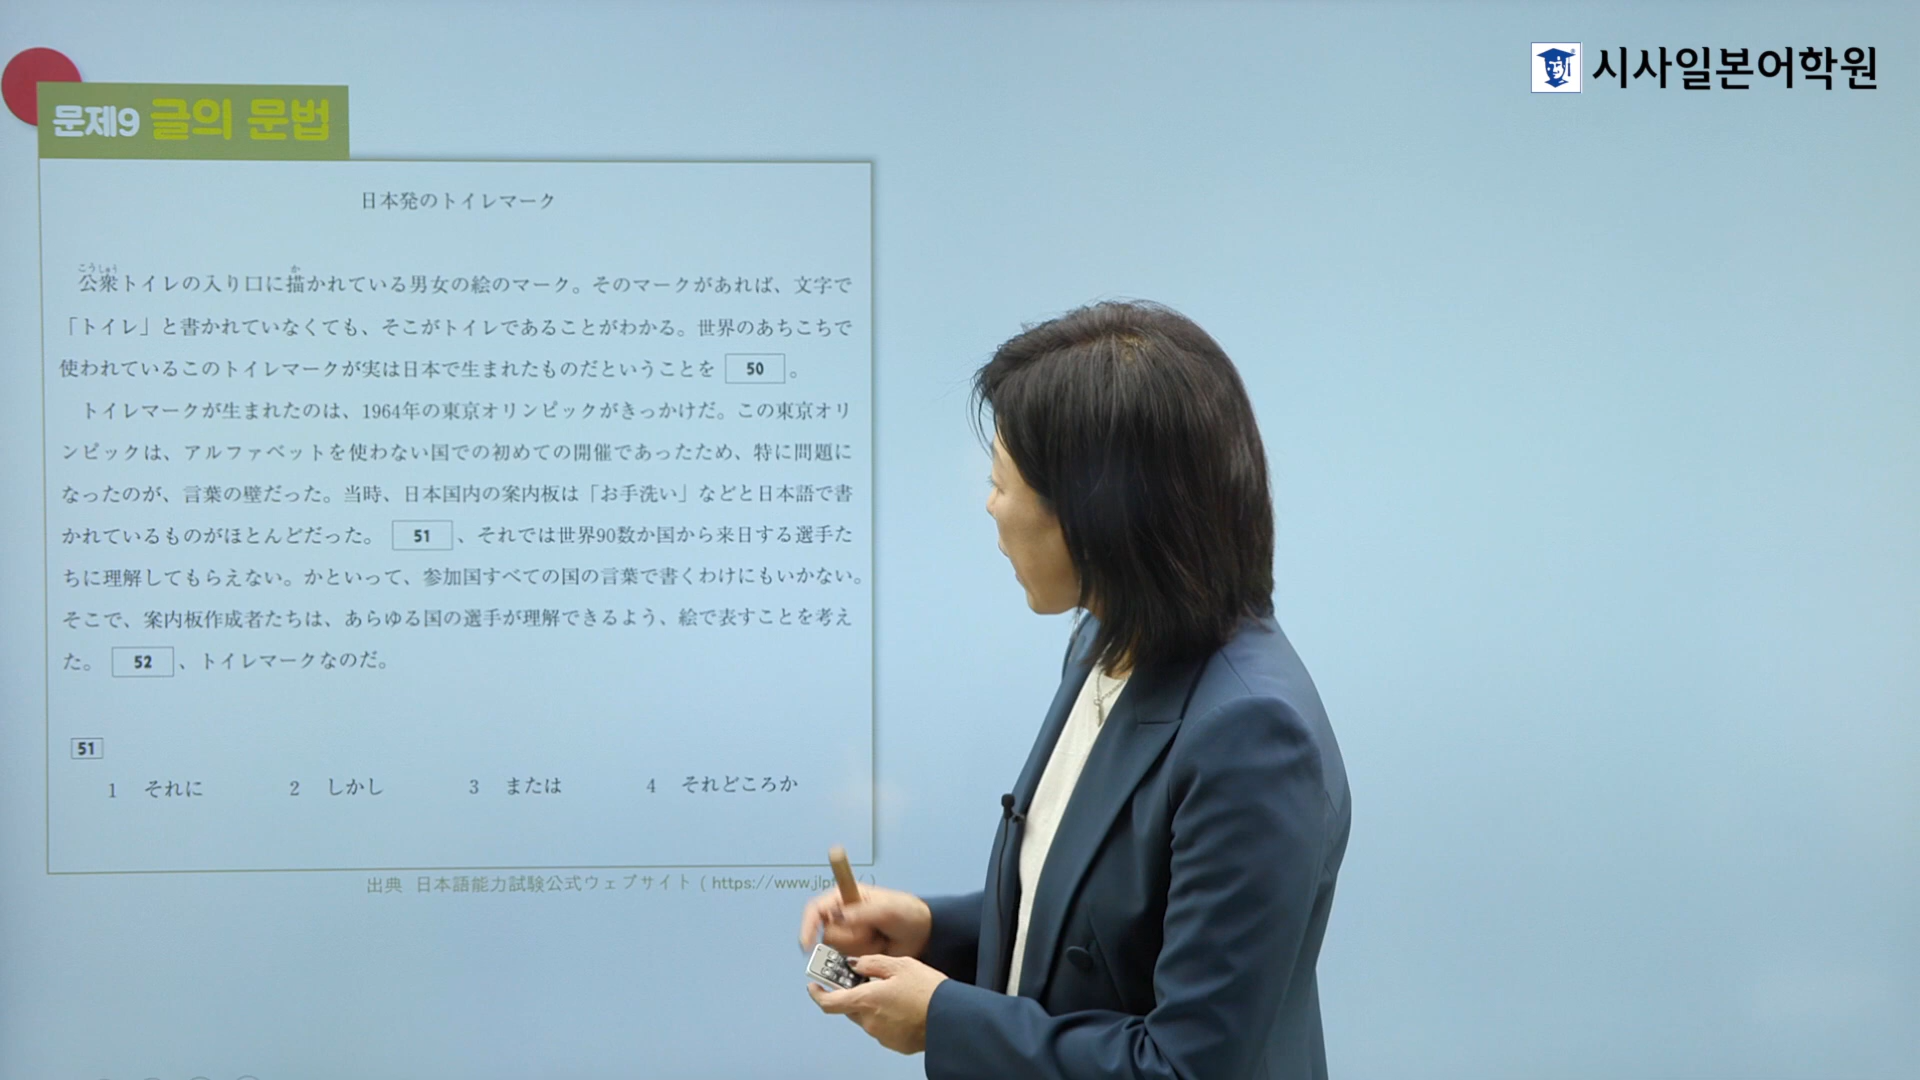 시사일본어학원
문제9 글의 문법
日本発のトイレマーク
こうしゅう か
公衆トイレの入り口に描かれている男女の絵のマーク。そのマークがあれば、文字で
「トイレ」と書かれていなくても、そこがトイレであることがわかる。世界のあちこちで
使われているこのトイレマークが実は日本で生まれたものだということを 50 。
トイレマークが生まれたのは、1964年の東京オリンピックがきっかけだ。この東京オリ
ンピックは、アルファベットを使わない国での初めての開催であったため、特に問題に
なったのが、言葉の壁だった。当時、日本国内の案内板は「お手洗い」などと日本語で書
かれているものがほとんどだった。 51 、それでは世界90数か国から来日する選手た
ちに理解してもらえない。かといって、参加国すべての国の言葉で書くわけにもいかない。
そこで、案内板作成者たちは、あらゆる国の選手が理解できるよう、絵で表すことを考え
た。 52 、トイレマークなのだ。
51
1 それに 2 しかし 3 または 4 それどころか
出典 日本語能力試験公式ウェブサイト ( https://www.jlp / )